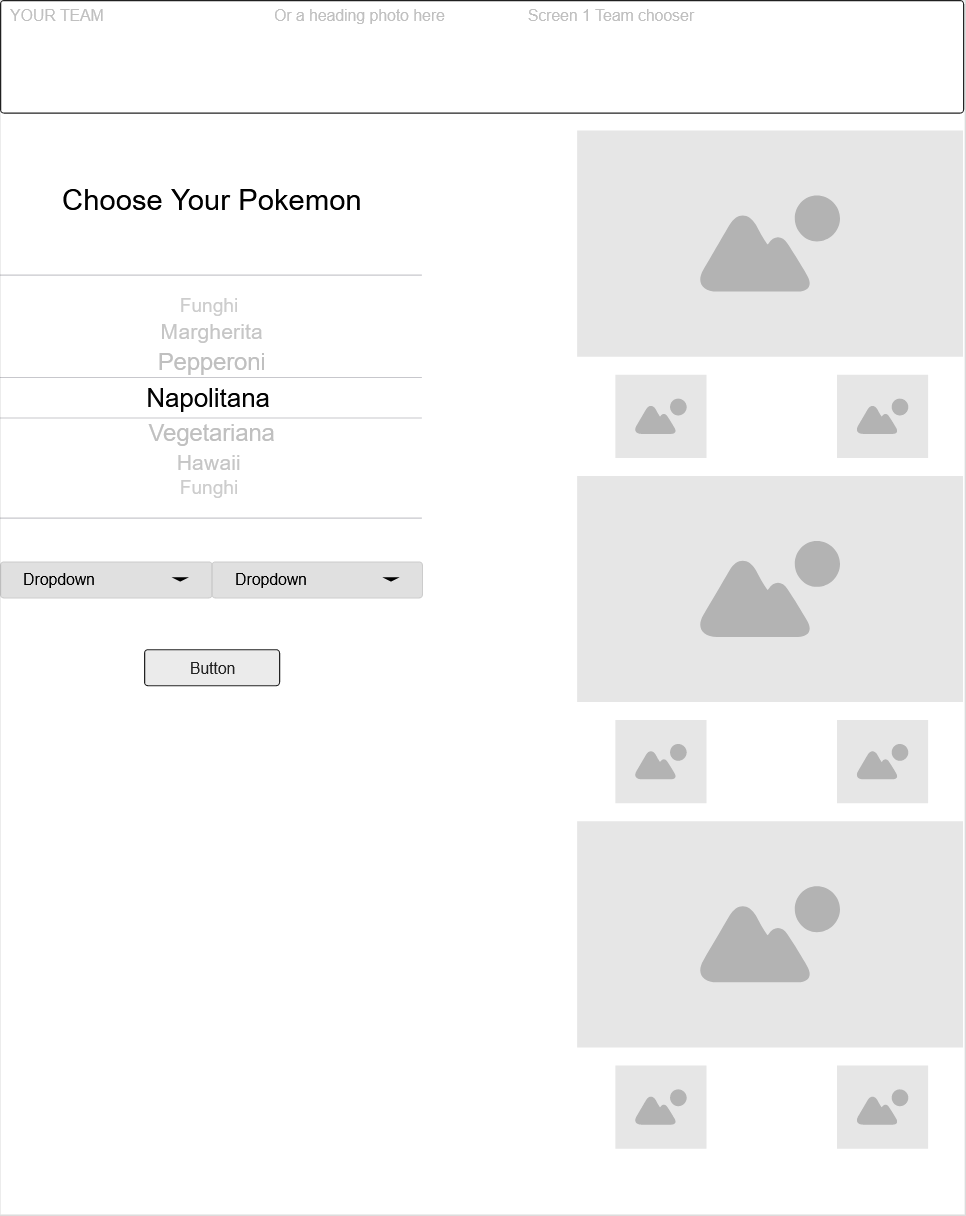 YOUR TEAM Or a heading photo here Screen 1 Team chooser
Choose Your Pokemon
Funghi
Margherita
Pepperoni
Napolitana
Vegetariana
Hawaii
Funghi
Dropdown Dropdown
Button